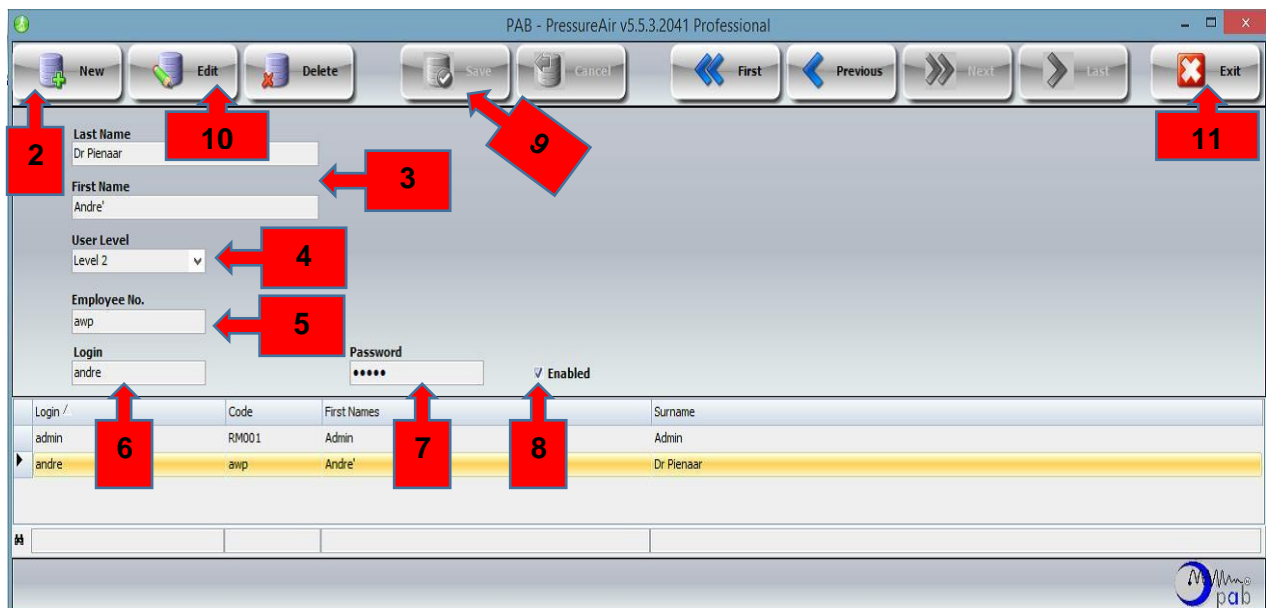 PAB - PressureAir v5.5.3.2041 Professional
New Edit Delete Save Cancel First Previous Next Last Exit
2 10 9 11
Last Name
Dr Pienaar
3
First Name
Andre'
User Level
Level 2
4
Employee No.
awp
5
Login Password
andre ••••• Enabled
Login / Code First Names Surname
admin RM001 Admin Admin
6 7 8
andre awp Andre' Dr Pienaar
pab